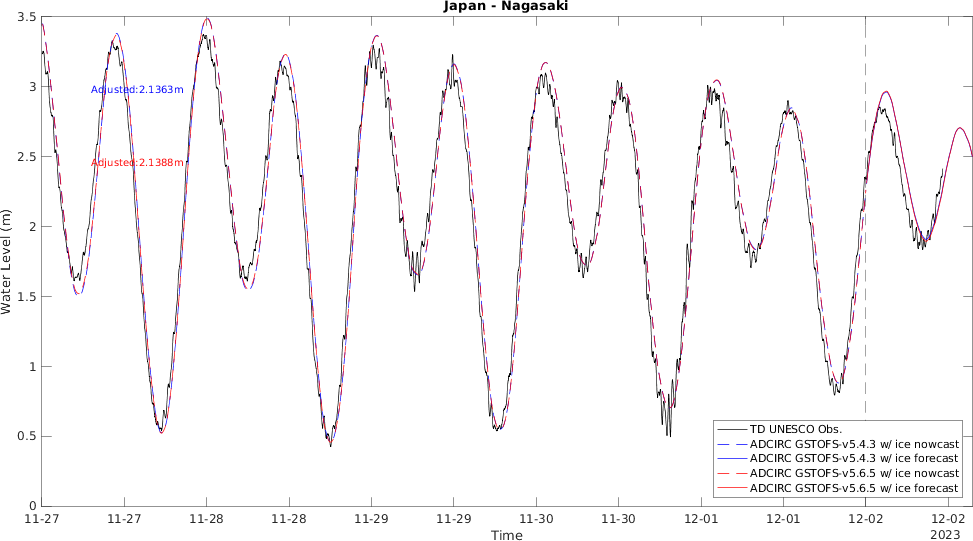 Japan - Nagasaki
3.5
3
2.5
2
1.5
1
0.5
0
Water Level (m)
Adjusted:2.1363m
Adjusted:2.1388m
TD UNESCO Obs.
ADCIRC GSTOFS-v5.4.3 w/ ice nowcast
ADCIRC GSTOFS-v5.4.3 w/ ice forecast
ADCIRC GSTOFS-v5.6.5 w/ ice nowcast
ADCIRC GSTOFS-v5.6.5 w/ ice forecast
11-27 11-27 11-28 11-28 11-29 11-29 11-30 11-30 12-01 12-01 12-02 12-02
Time 2023